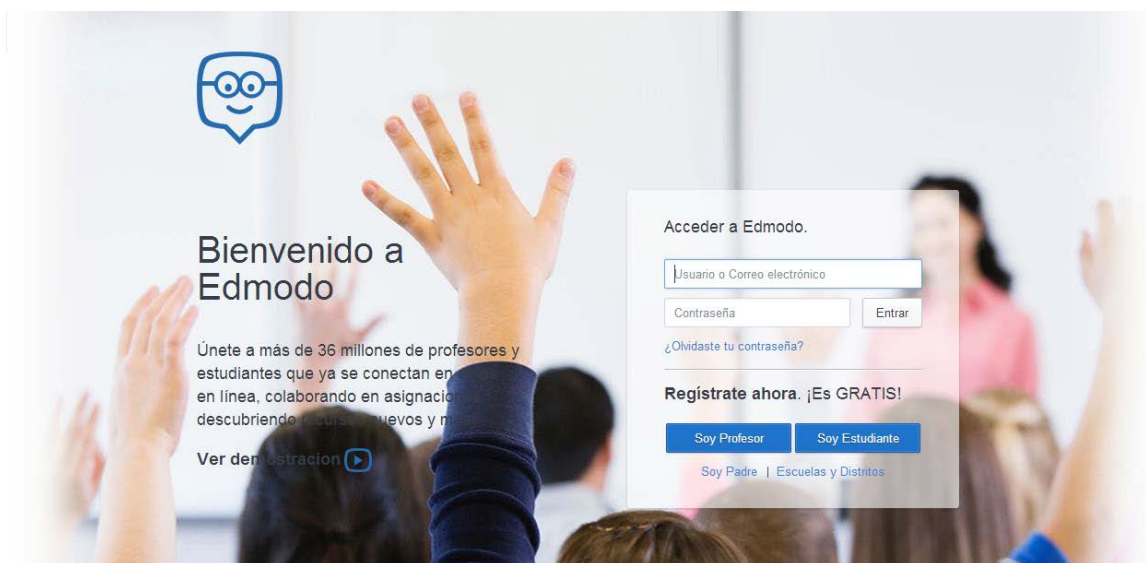 Bienvenido a
Edmodo
Únete a más de 36 millones de profesores y
estudiantes que ya se conectan en
en línea, colaborando en
descubriendo nuevos y
Ver demostracion
Acceder a Edmodo.
Usuario o Correo electrónico
Contraseña
Entrar
¿Olvidaste tu contraseña?
Regístrate ahora. ¡Es GRATIS!
Soy Profesor
Soy Estudiante
Soy Padre | Escuelas y Distritos